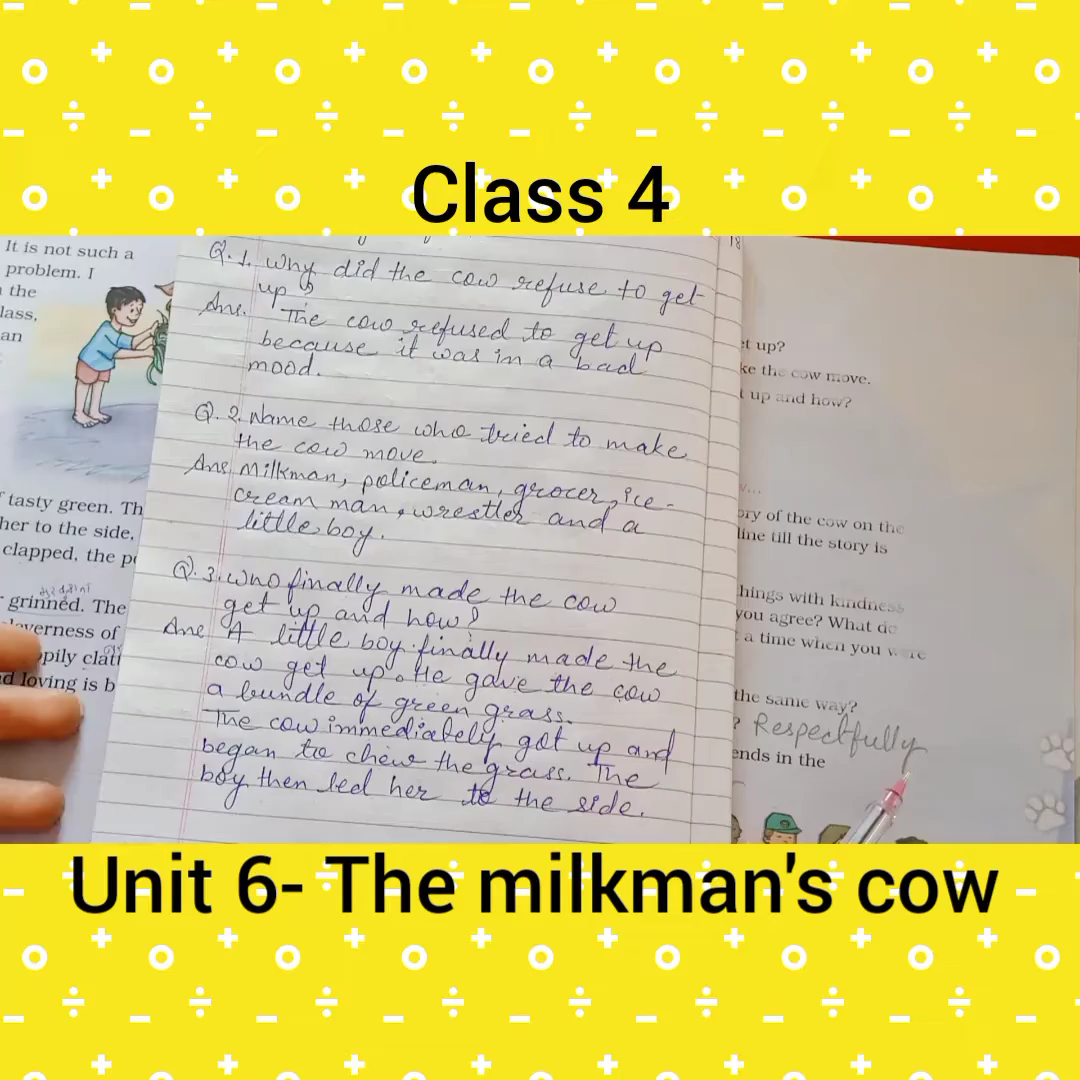 Class 4
It is not such a
problem. I
the
lass,
an
tasty green. Th
her to the side,
clapped, the p
grinned. The
leverness of
pily clatt
d loving is b
18
Q.1. Why did the cow refuse to get
up?
Ans. The cow refused to get up
because it was in a bad
mood.
Q.2. Name those who tried to make
the cow move.
Ans Milkman, policeman, grocer, ice-
cream man, wrestler and a
little boy.
Q.3. Who finally made the cow
get up and how?
Ans A little boy finally made the
cow get up. He gave the cow
a bundle of green grass.
The cow immediately got up and
began to chew the grass. The
boy then led her to the side.
t up?
ke the cow move.
up and how?
ory of the cow on the
line till the story is
hings with kindness
you agree? What do
a time when you were
the same way?
? Respectfully
ends in the
Unit 6- The milkman's cow